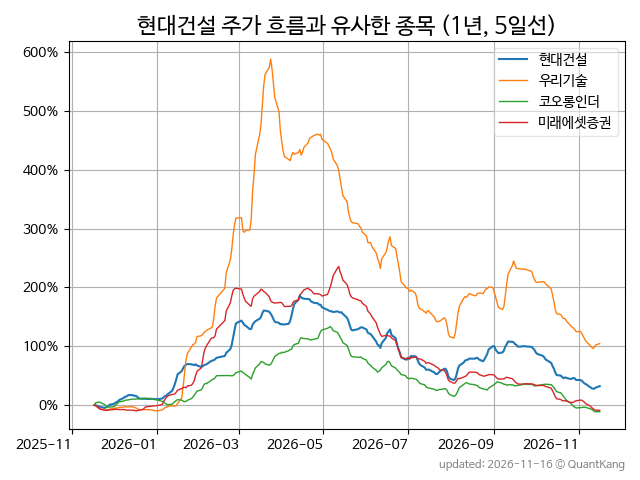 현대건설 주가 흐름과 유사한 종목 (1년, 5일선)
현대건설
우리기술
코오롱인더
미래에셋증권
600%
500%
400%
300%
200%
100%
0%
2025-11 2026-01 2026-03 2026-05 2026-07 2026-09 2026-11
updated: 2026-11-16 © QuantKang